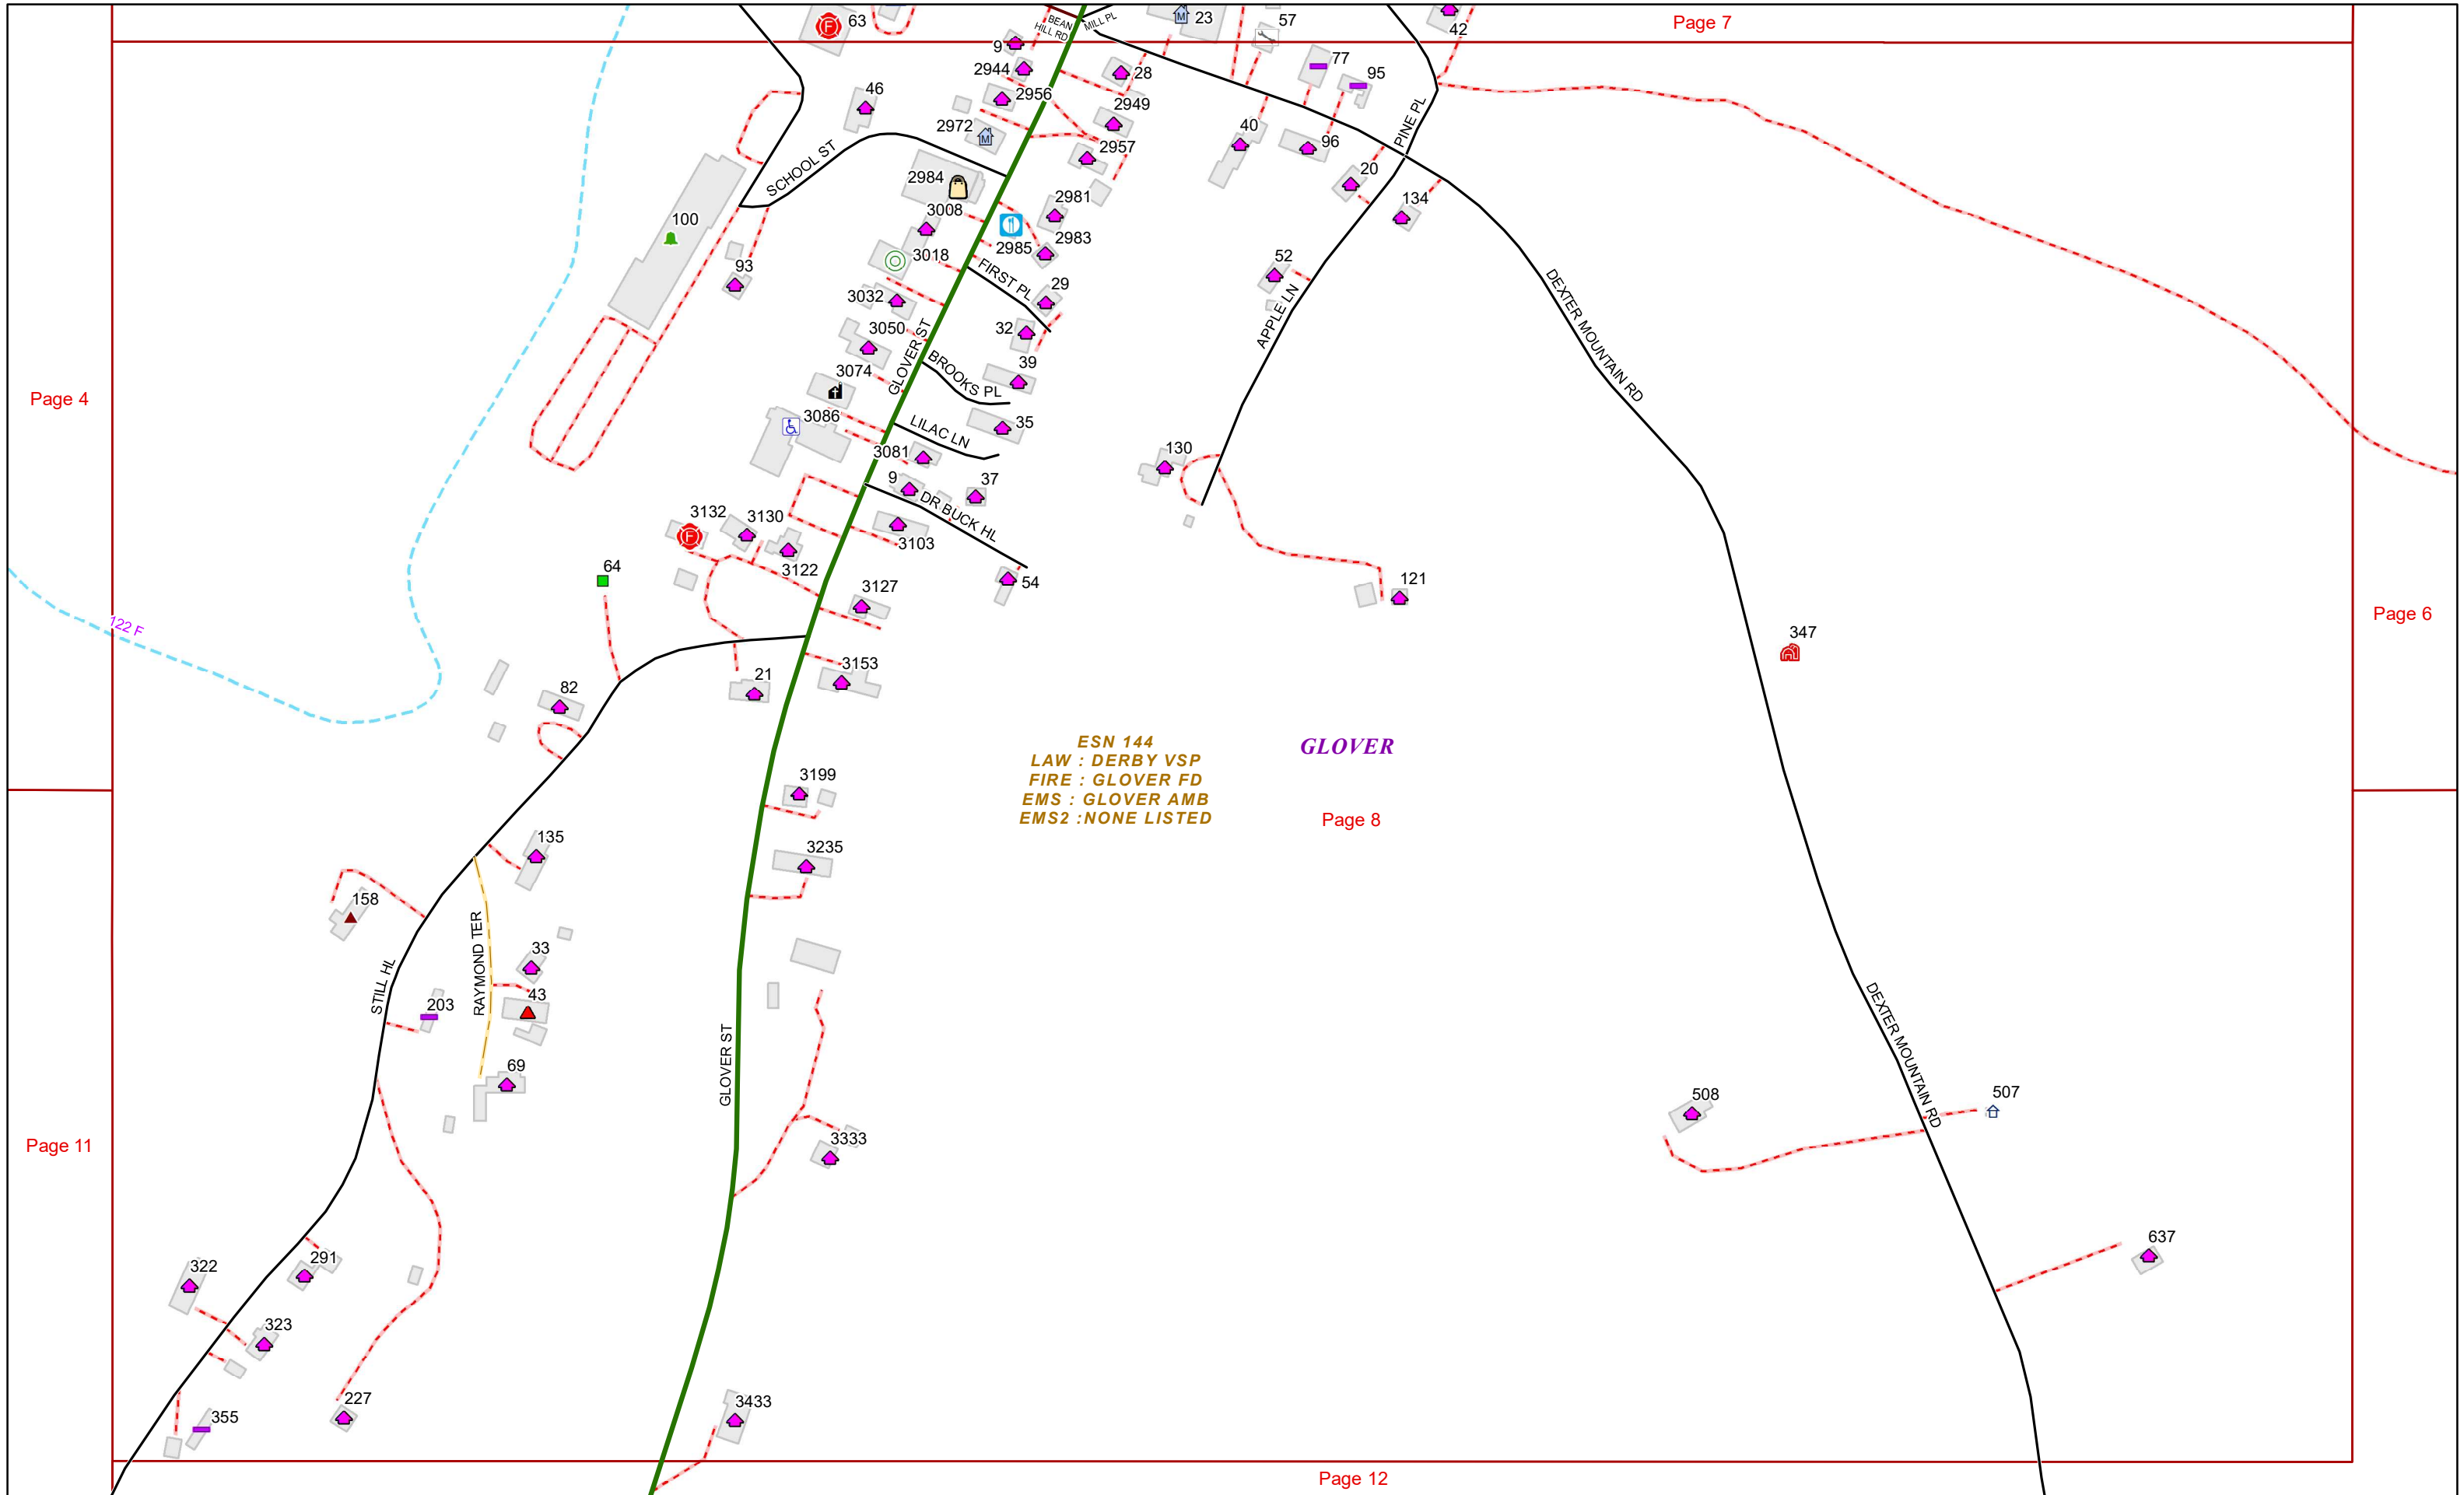 Page 7
63
23
57
42
BEAN
HILL RD
MILL PL
M
F
9
2944
28
77
95
46
2956
2949
2972
M
40
96
PINE PL
2957
SCHOOL ST
20
2984
134
100
3008
2981
2985
2983
93
3018
FIRST PL
52
29
DEXTER MOUNTAIN RD
3032
APPLE LN
3050
GLOVER ST
32
BROOKS PL
39
3074
Page 4
3086
LILAC LN
35
3081
130
9
37
DR BUCK HL
3132
F
3130
3103
3122
64
54
121
3127
Page 6
122 F
347
21
3153
82
ESN 144
LAW : DERBY VSP
FIRE : GLOVER FD
EMS : GLOVER AMB
EMS2 :NONE LISTED
GLOVER
Page 8
3199
135
3235
158
RAYMOND TER
33
STILL HL
203
43
GLOVER ST
DEXTER MOUNTAIN RD
69
508
507
Page 11
3333
637
322
291
323
355
227
3433
Page 12